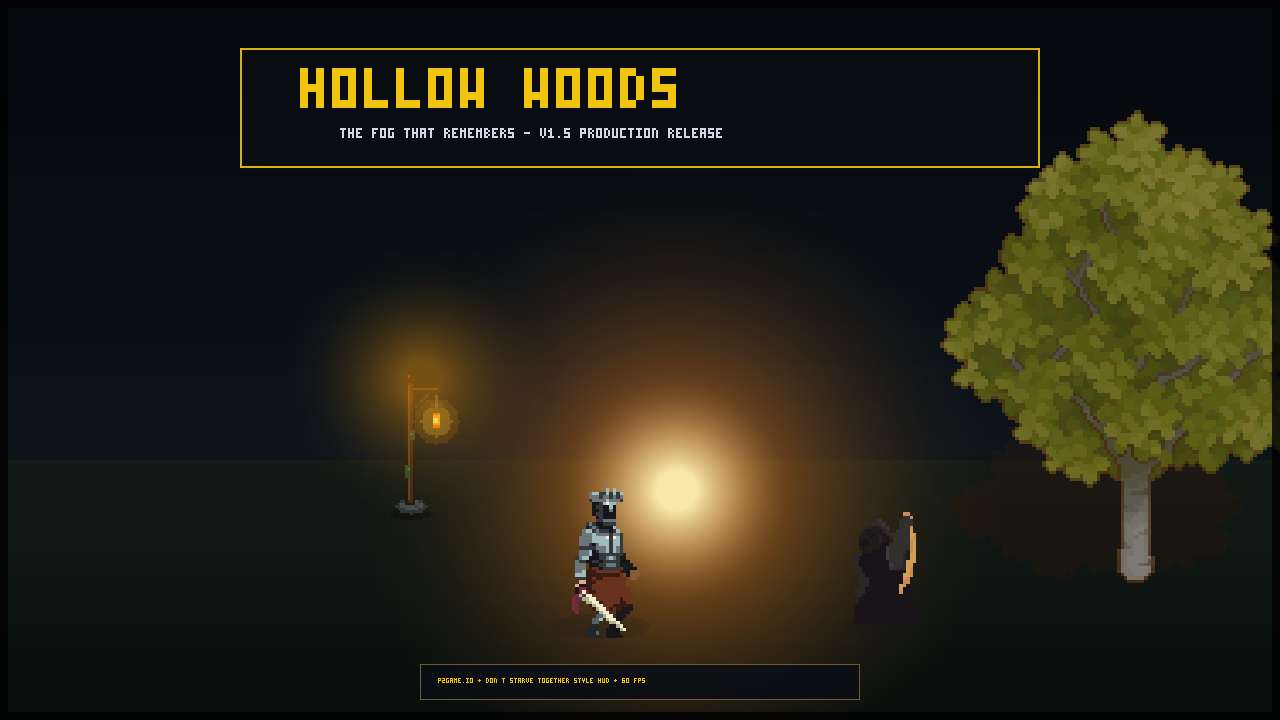 HOLLOW WOODS
THE FOG THAT REMEMBERS - V1.5 PRODUCTION RELEASE
P2GAME.IO + DON T STARVE TOGETHER STYLE HUD + 60 FPS